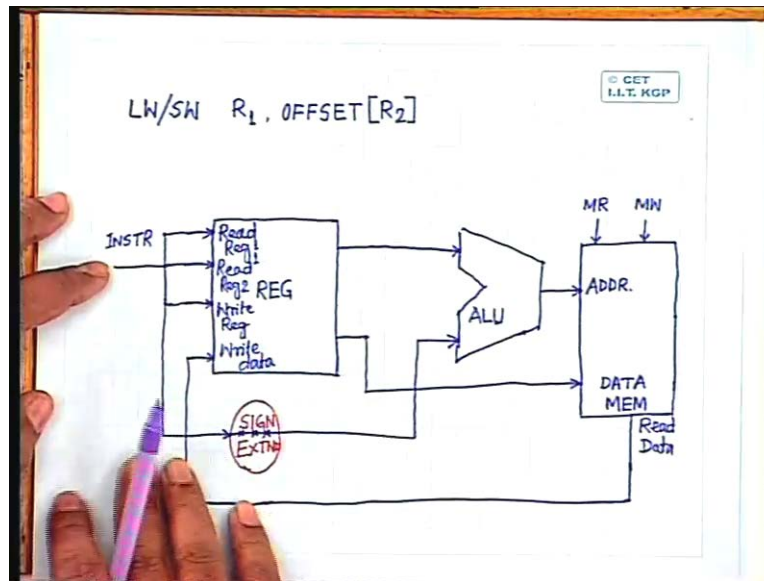 © CET
I.I.T. KGP
LW/SW R1, OFFSET[R2]
MR MW
INSTR
Read
Reg1
Read
Reg2
REG
Write
Reg
Write
data
ALU
ADDR.
DATA
MEM
Read
Data
SIGN
EXTND